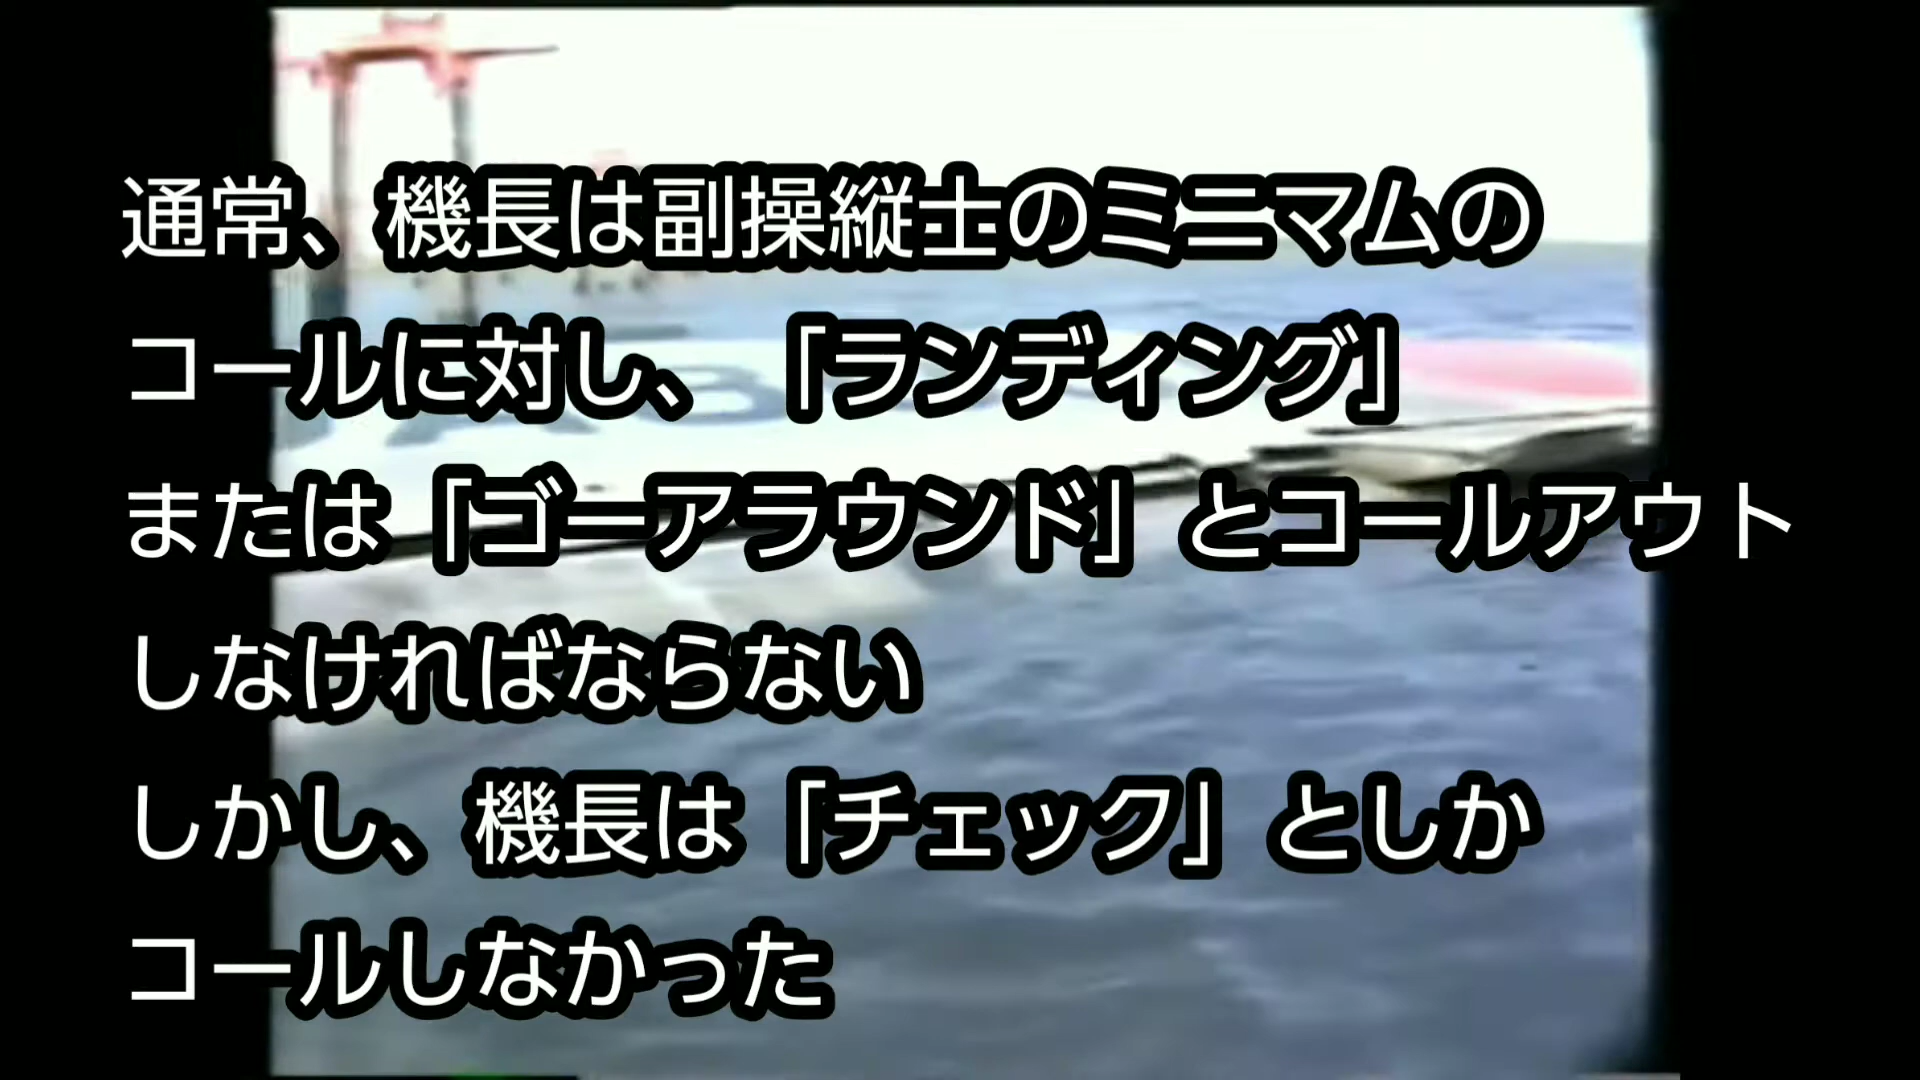 通常、機長は副操縦士のミニマムの
コールに対し、「ランディング」
または「ゴーアラウンド」とコールアウト
しなければならない
しかし、機長は「チェック」としか
コールしなかった